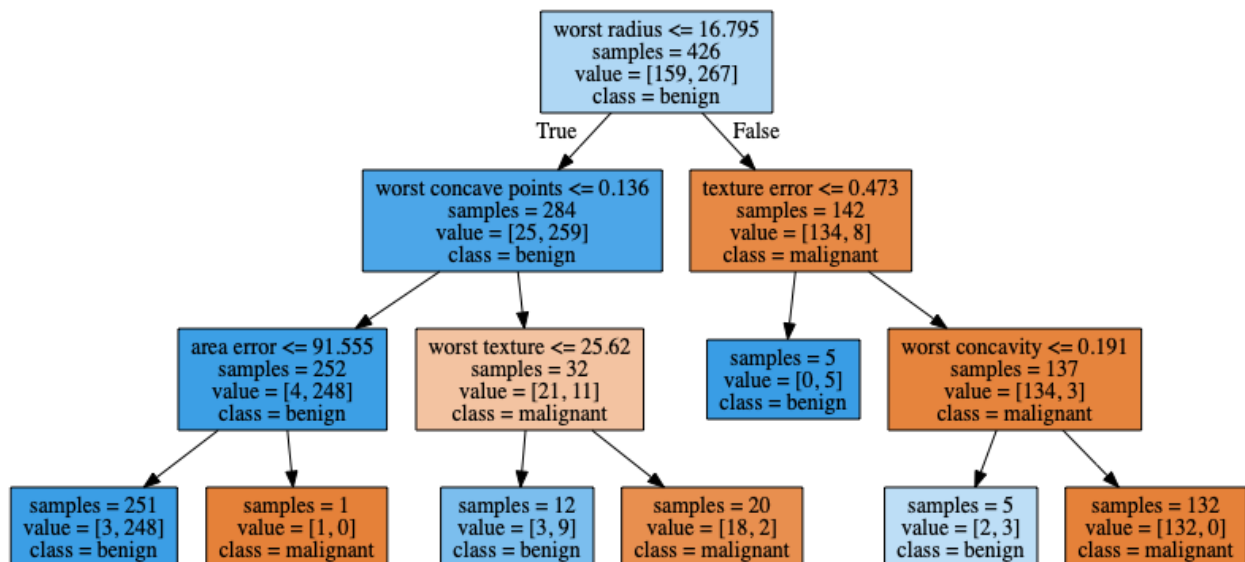 worst radius <= 16.795
samples = 426
value = [159, 267]
class = benign
True
False
worst concave points <= 0.136
samples = 284
value = [25, 259]
class = benign
texture error <= 0.473
samples = 142
value = [134, 8]
class = malignant
area error <= 91.555
samples = 252
value = [4, 248]
class = benign
worst texture <= 25.62
samples = 32
value = [21, 11]
class = malignant
samples = 5
value = [0, 5]
class = benign
worst concavity <= 0.191
samples = 137
value = [134, 3]
class = malignant
samples = 251
value = [3, 248]
class = benign
samples = 1
value = [1, 0]
class = malignant
samples = 12
value = [3, 9]
class = benign
samples = 20
value = [18, 2]
class = malignant
samples = 5
value = [2, 3]
class = benign
samples = 132
value = [132, 0]
class = malignant